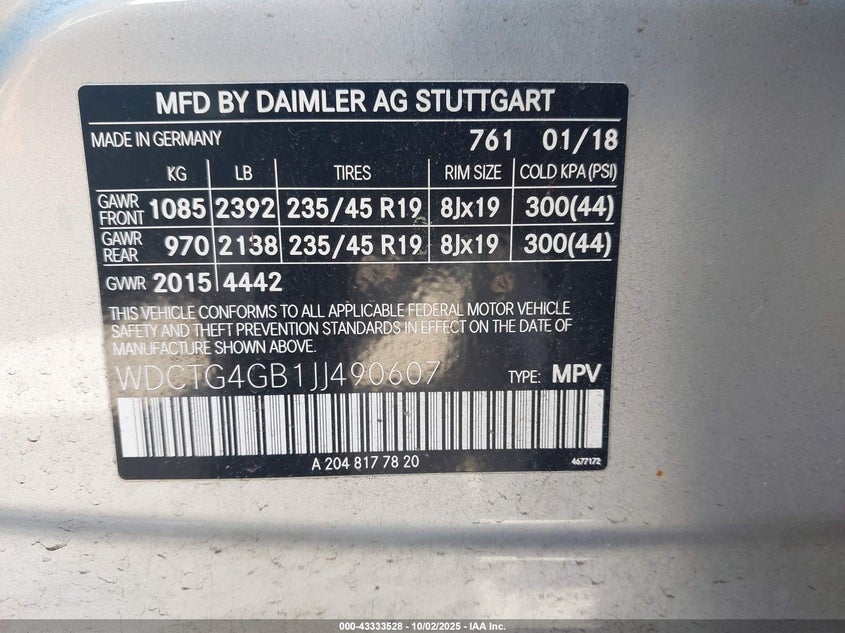 MFD BY DAIMLER AG STUTTGART
MADE IN GERMANY 761 01/18
KG LB TIRES RIM SIZE COLD KPA (PSI)
GAWR FRONT 1085 2392 235/45 R19 8Jx19 300(44)
GAWR REAR 970 2138 235/45 R19 8Jx19 300(44)
GVWR 2015 4442
THIS VEHICLE CONFORMS TO ALL APPLICABLE FEDERAL MOTOR VEHICLE
SAFETY AND THEFT PREVENTION STANDARDS IN EFFECT ON THE DATE OF
MANUFACTURE SHOWN ABOVE.
WDCTG4GB1JJ490607 TYPE: MPV
A 204 817 78 20 4677172
000-43333528 - 10/02/2025 - IAA Inc.